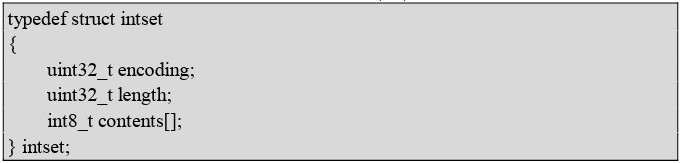 typedef struct intset
{
uint32_t encoding;
uint32_t length;
int8_t contents[];
} intset;